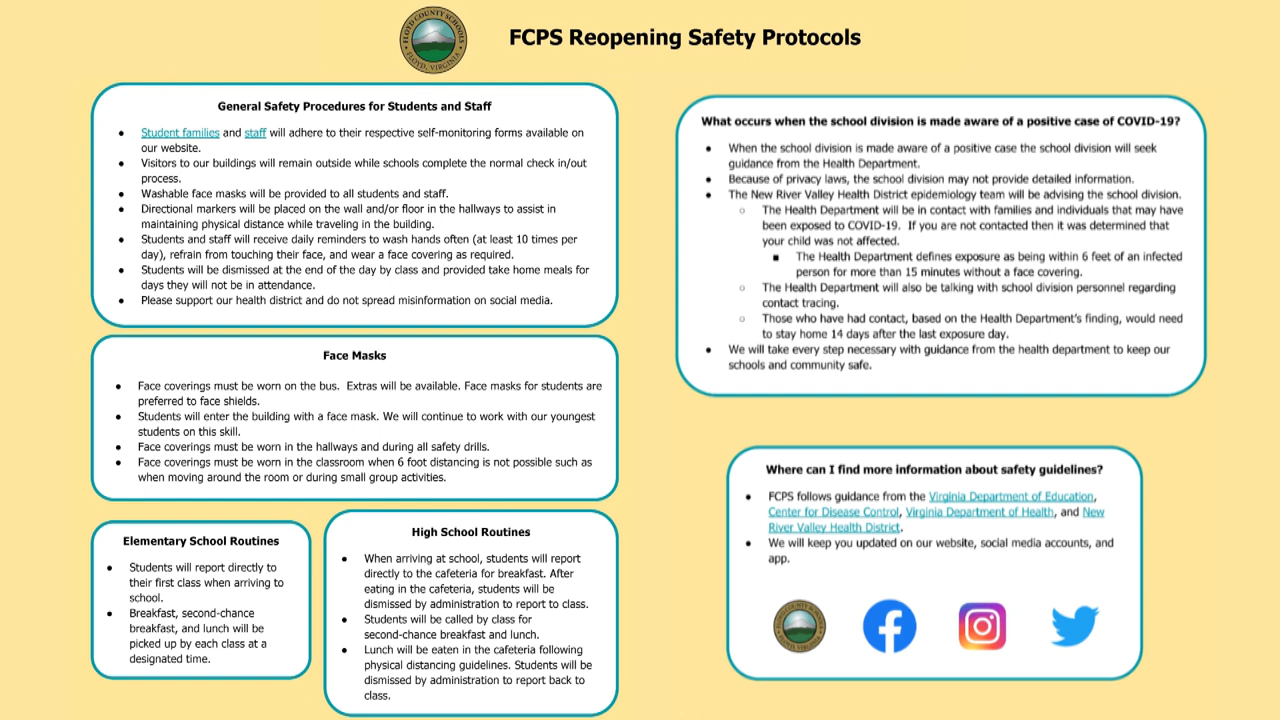 FLOYD COUNTY SCHOOLS
FLOYD, VIRGINIA
FCPS Reopening Safety Protocols
General Safety Procedures for Students and Staff
● Student families and staff will adhere to their respective self-monitoring forms available on
our website.
● Visitors to our buildings will remain outside while schools complete the normal check in/out
process.
● Washable face masks will be provided to all students and staff.
● Directional markers will be placed on the wall and/or floor in the hallways to assist in
maintaining physical distance while traveling in the building.
● Students and staff will receive daily reminders to wash hands often (at least 10 times per
day), refrain from touching their face, and wear a face covering as required.
● Students will be dismissed at the end of the day by class and provided take home meals for
days they will not be in attendance.
● Please support our health district and do not spread misinformation on social media.
Face Masks
● Face coverings must be worn on the bus. Extras will be available. Face masks for students are
preferred to face shields.
● Students will enter the building with a face mask. We will continue to work with our youngest
students on this skill.
● Face coverings must be worn in the hallways and during all safety drills.
● Face coverings must be worn in the classroom when 6 foot distancing is not possible such as
when moving around the room or during small group activities.
Elementary School Routines
● Students will report directly to
their first class when arriving to
school.
● Breakfast, second-chance
breakfast, and lunch will be
picked up by each class at a
designated time.
High School Routines
● When arriving at school, students will report
directly to the cafeteria for breakfast. After
eating in the cafeteria, students will be
dismissed by administration to report to class.
● Students will be called by class for
second-chance breakfast and lunch.
● Lunch will be eaten in the cafeteria following
physical distancing guidelines. Students will be
dismissed by administration to report back to
class.
What occurs when the school division is made aware of a positive case of COVID-19?
● When the school division is made aware of a positive case the school division will seek
guidance from the Health Department.
● Because of privacy laws, the school division may not provide detailed information.
● The New River Valley Health District epidemiology team will be advising the school division.
○ The Health Department will be in contact with families and individuals that may have
been exposed to COVID-19. If you are not contacted then it was determined that
your child was not affected.
■ The Health Department defines exposure as being within 6 feet of an infected
person for more than 15 minutes without a face covering.
○ The Health Department will also be talking with school division personnel regarding
contact tracing.
○ Those who have had contact, based on the Health Department's finding, would need
to stay home 14 days after the last exposure day.
● We will take every step necessary with guidance from the health department to keep our
schools and community safe.
Where can I find more information about safety guidelines?
● FCPS follows guidance from the Virginia Department of Education,
Center for Disease Control, Virginia Department of Health, and New
River Valley Health District.
● We will keep you updated on our website, social media accounts, and
app.